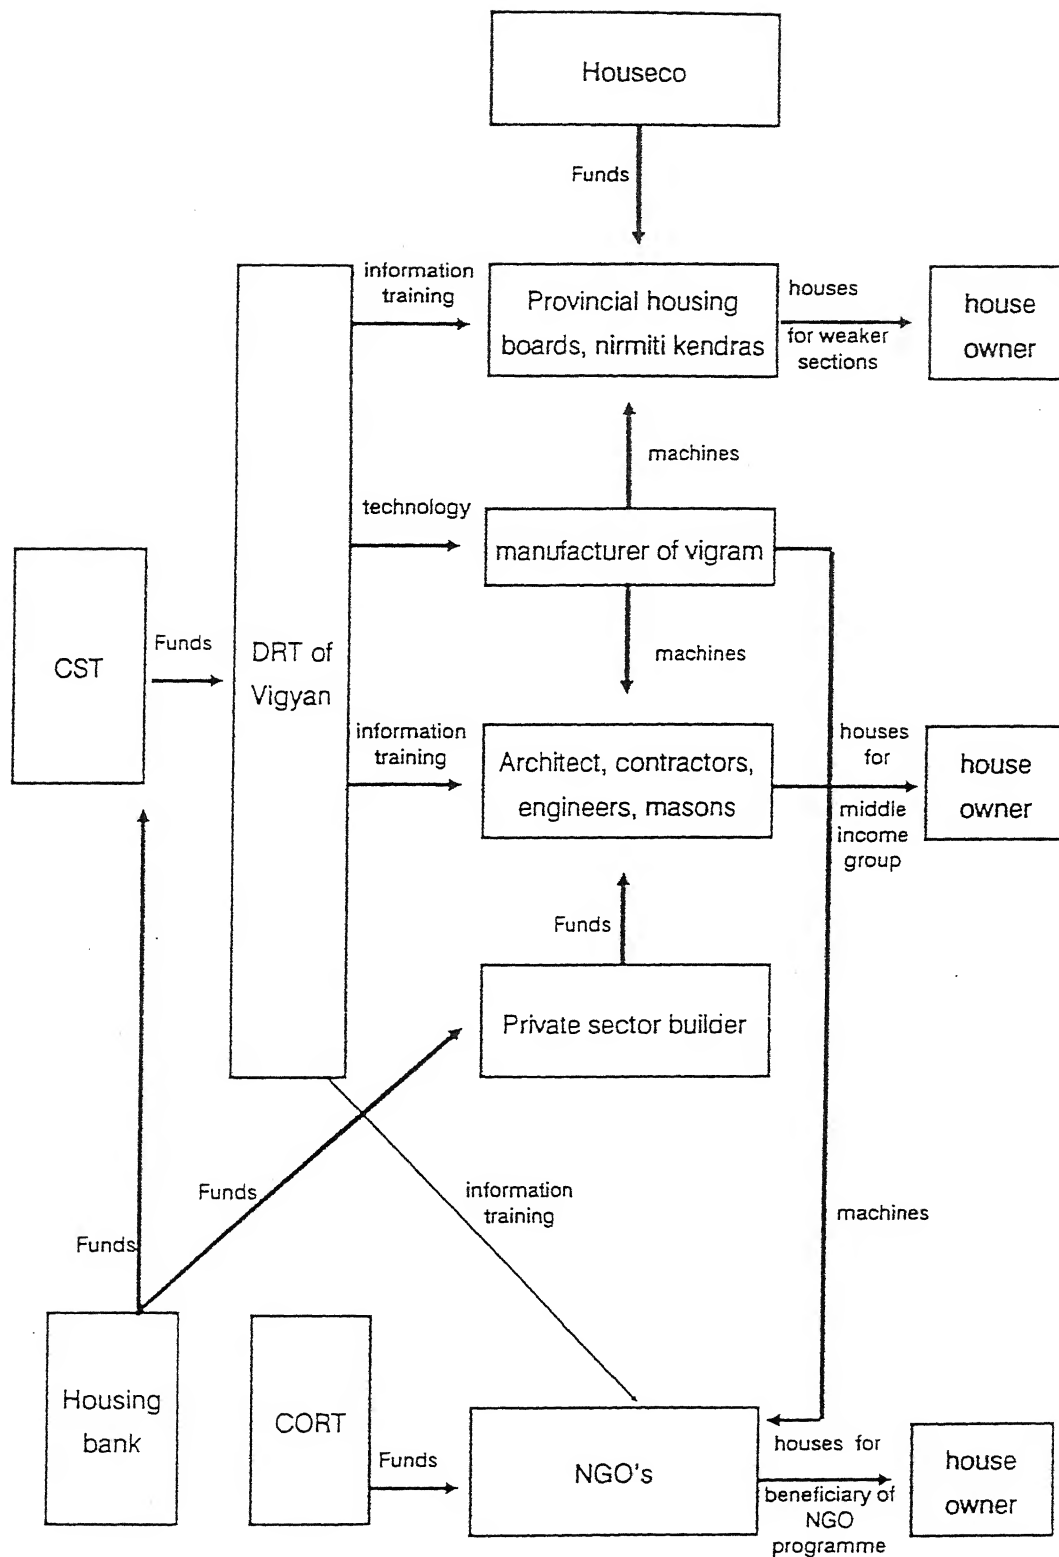 Houseco
Funds
information
training
Provincial housing
boards, nirmiti kendras
houses
for weaker
sections
house
owner
machines
technology
manufacturer of vigram
CST
Funds
DRT of
Vigyan
machines
information
training
Architect, contractors,
engineers, masons
houses
for
middle
income
group
house
owner
Funds
Private sector builder
Funds
information
training
machines
Funds
Housing
bank
CORT
Funds
NGO's
houses for
beneficiary of
NGO
programme
house
owner